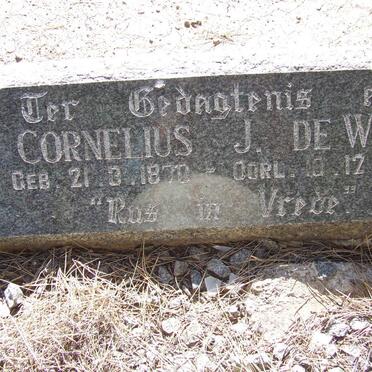 Ter Gedagtenis
CORNELIUS J. DE W
GEB. 21.3.1870 - OORL. 10.12
"Rus in Vrede."